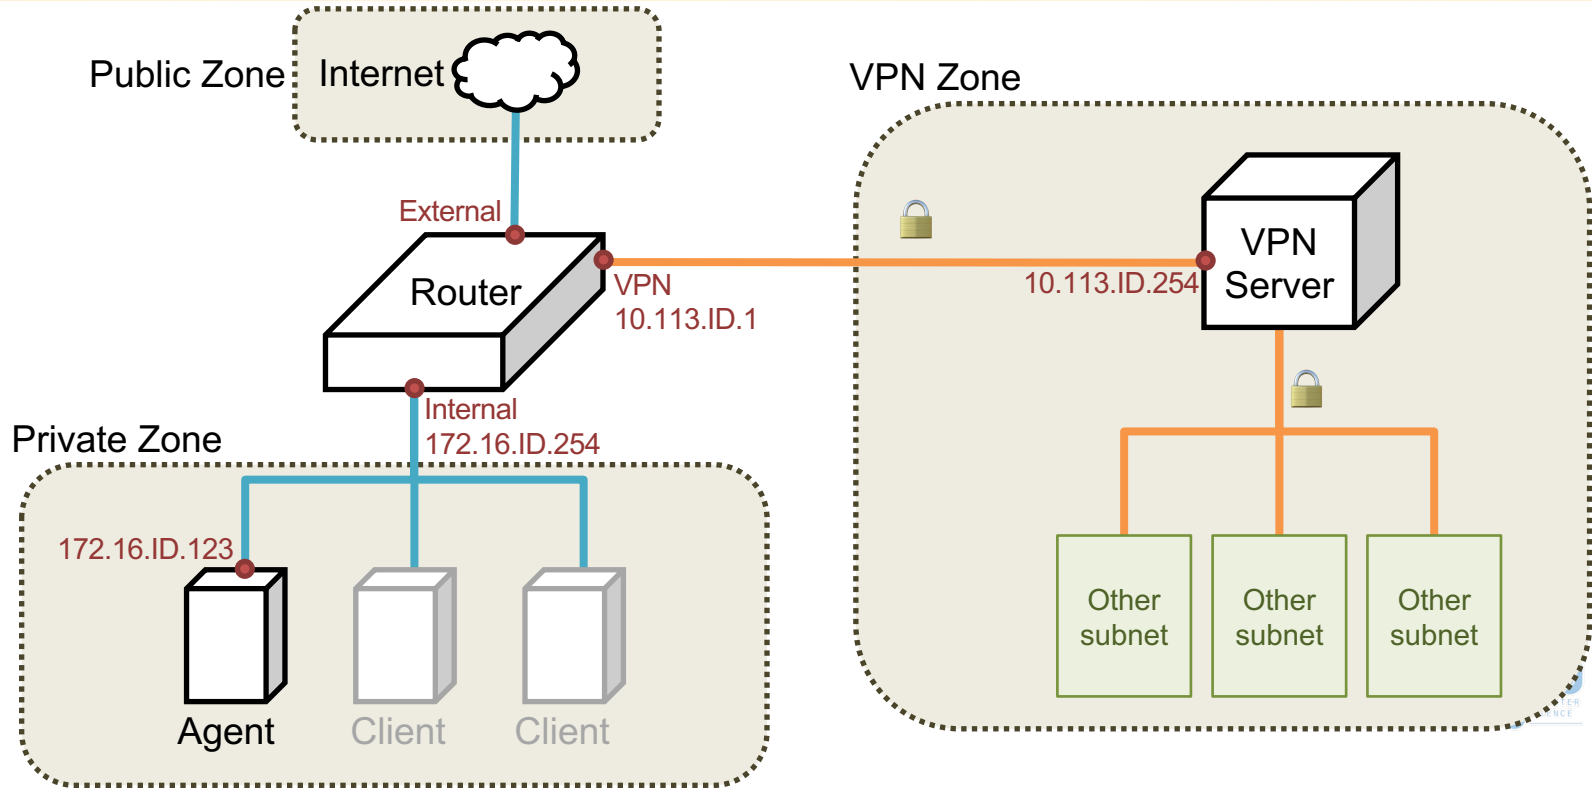 Public Zone
Internet
VPN Zone
External
Router
VPN
10.113.ID.1
10.113.ID.254
VPN
Server
Internal
172.16.ID.254
Private Zone
172.16.ID.123
Agent
Client
Client
Other
subnet
Other
subnet
Other
subnet